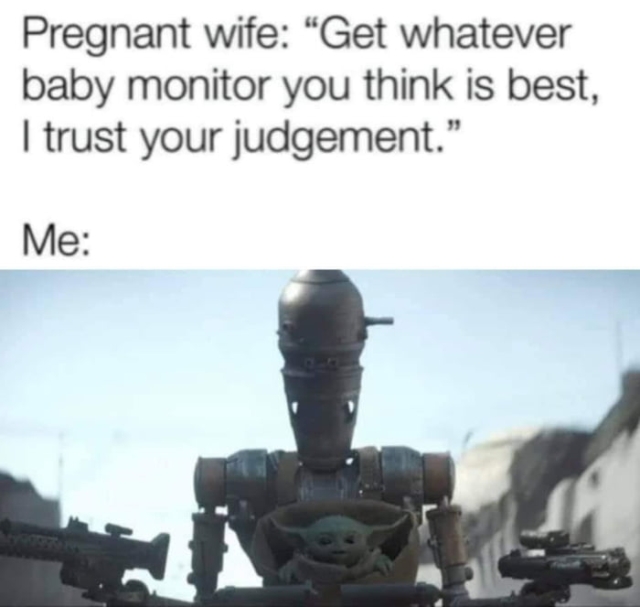 Pregnant wife: “Get whatever
baby monitor you think is best,
I trust your judgement.”
Me: